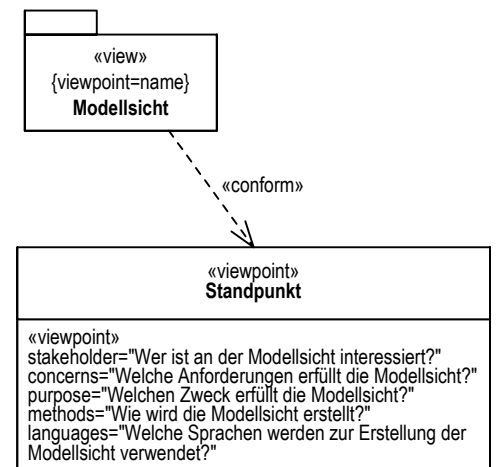 «view»
{viewpoint=name}
Modellsicht
«conform»
«viewpoint»
Standpunkt
«viewpoint»
stakeholder="Wer ist an der Modellsicht interessiert?"
concerns="Welche Anforderungen erfüllt die Modellsicht?"
purpose="Welchen Zweck erfüllt die Modellsicht?"
methods="Wie wird die Modellsicht erstellt?"
languages="Welche Sprachen werden zur Erstellung der
Modellsicht verwendet?"